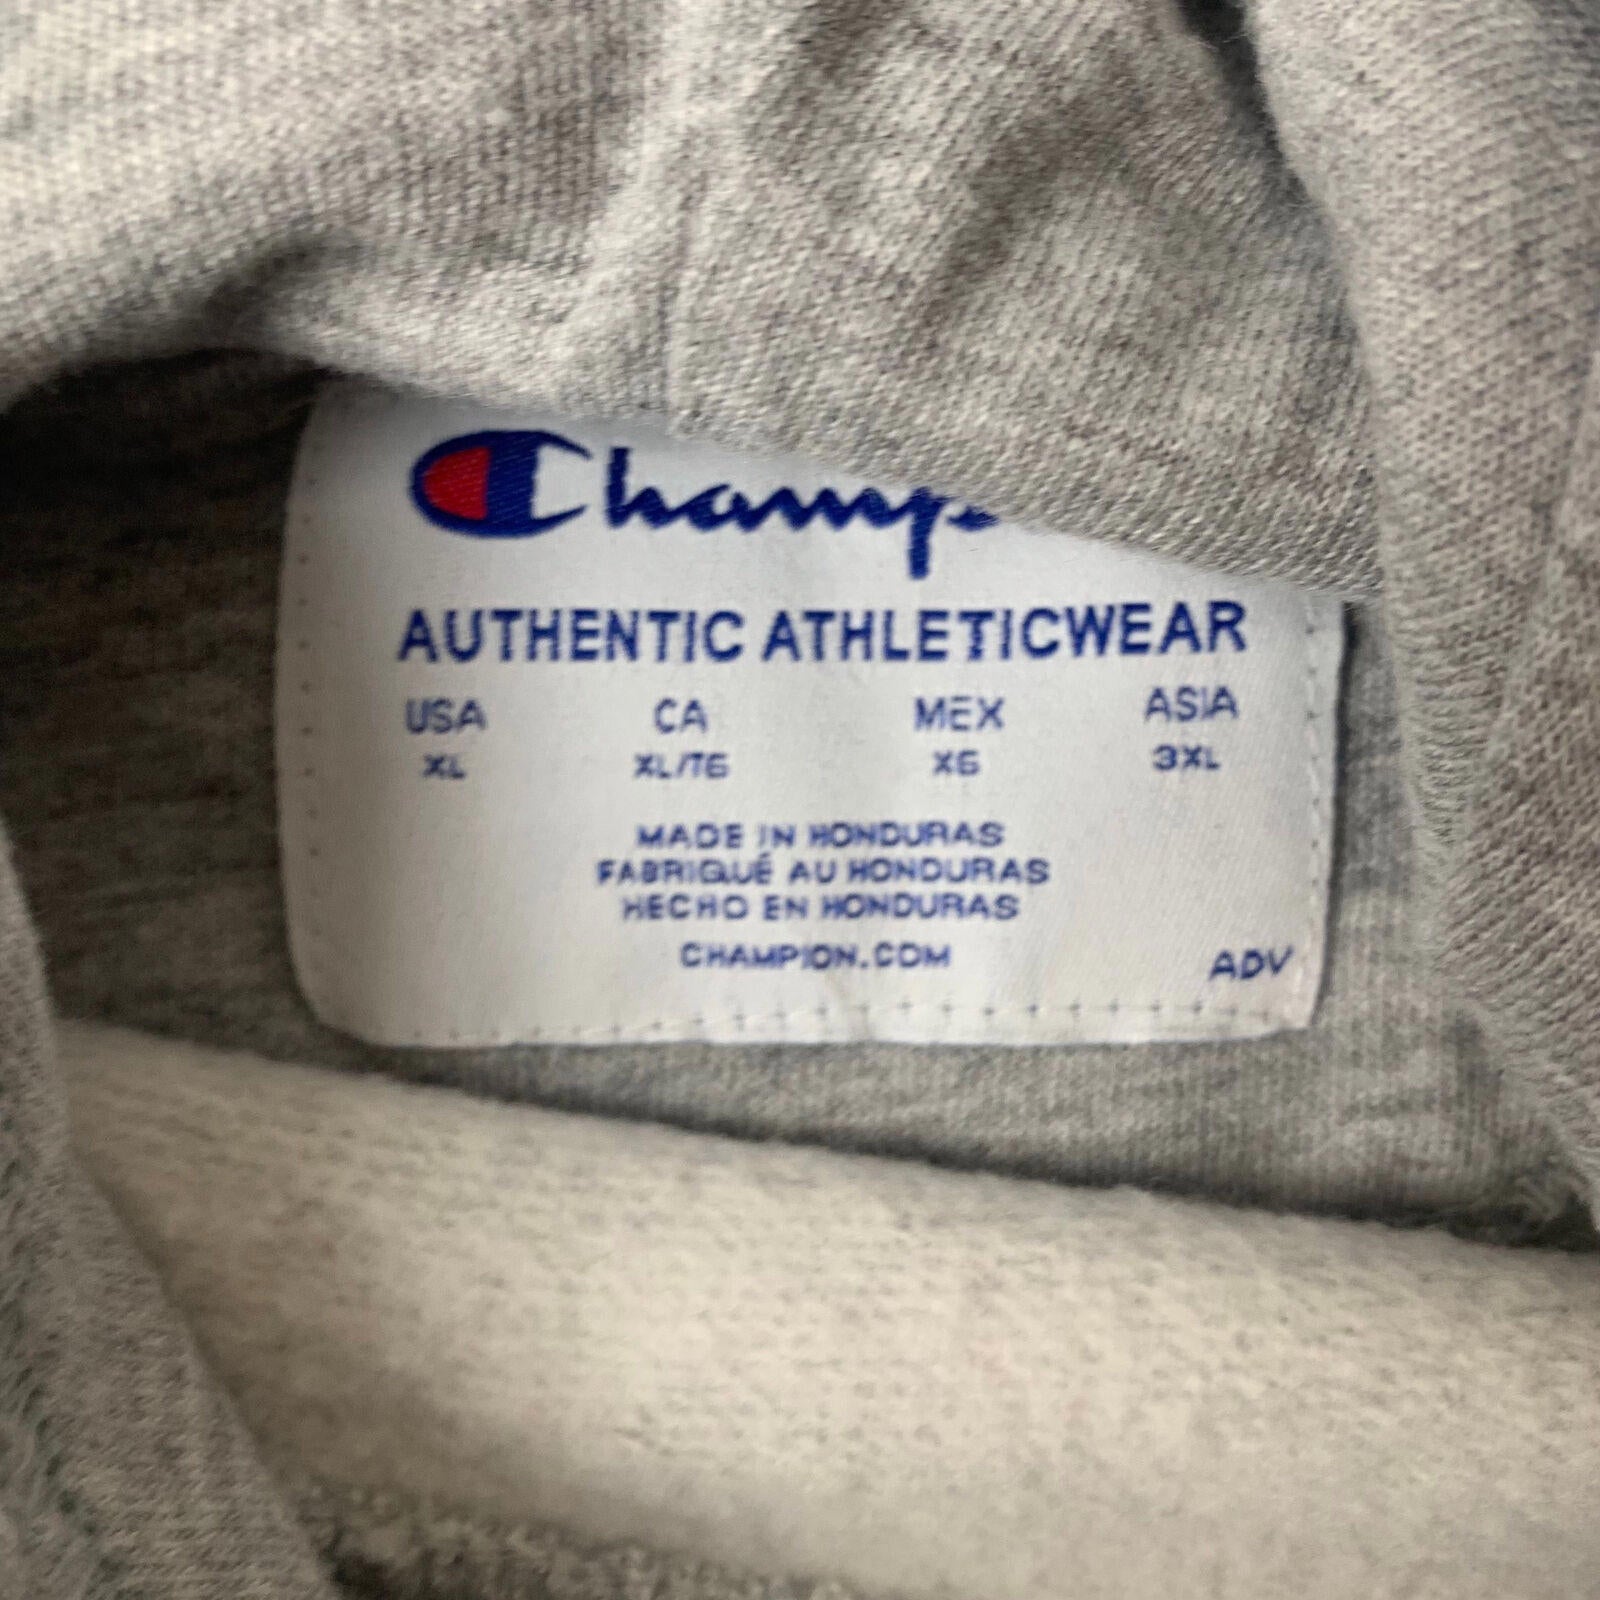 Champi
AUTHENTIC ATHLETICWEAR
USA CA MEX ASIA
XL XL/TG XG 3XL
MADE IN HONDURAS
FABRIQUÉ AU HONDURAS
HECHO EN HONDURAS
CHAMPION.COM
ADV